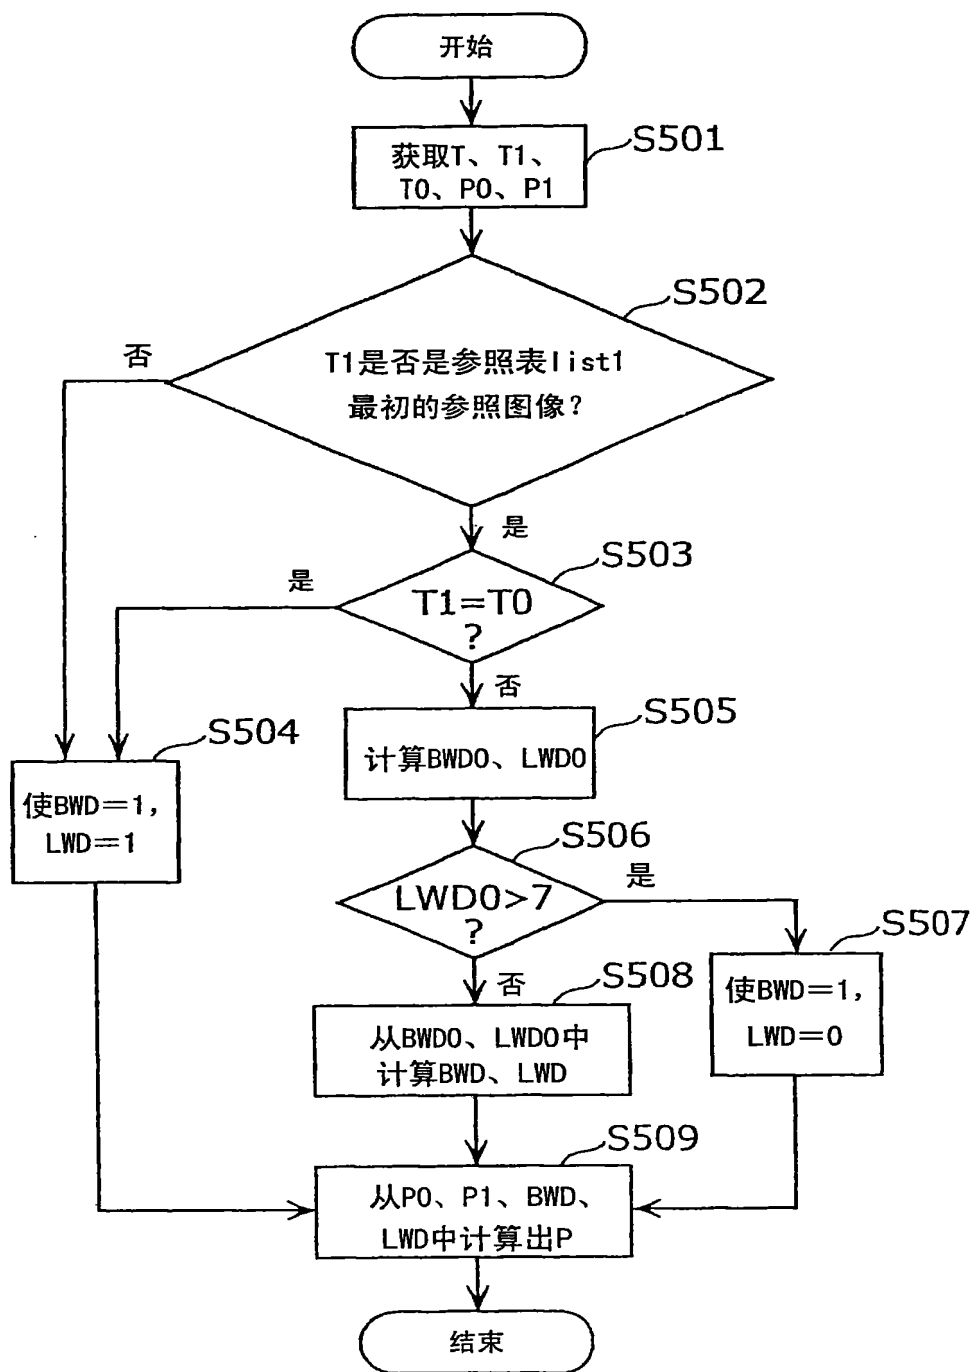 开始
S501
获取T、T1、
T0、P0、P1
S502
否
T1是否是参照表list1
最初的参照图像？
是
S503
是
T1=T0
?
否
S504
S505
使BWD=1，
LWD=1
计算BWD0、LWD0
S506
是
LWD0>7
?
S507
否
S508
使BWD=1，
LWD=0
从BWD0、LWD0中
计算BWD、LWD
S509
从P0、P1、BWD、
LWD中计算出P
结束